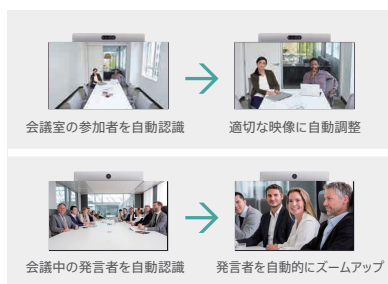 会議室の参加者を自動認識
適切な映像に自動調整
会議中の発言者を自動認識
発言者を自動的にズームアップ